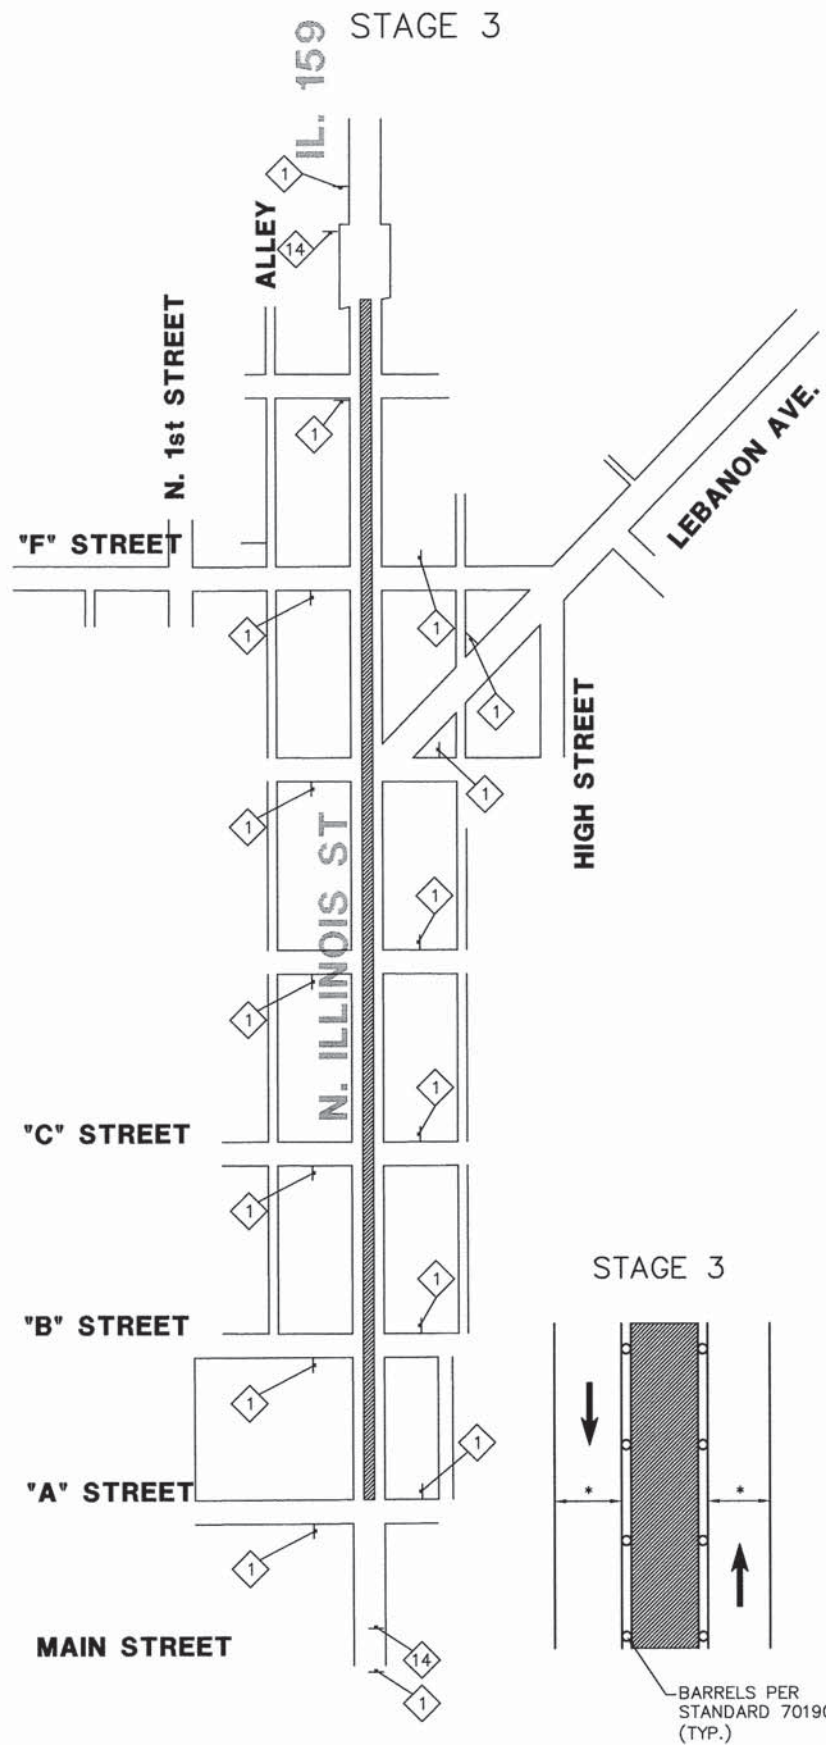 STAGE 3
IL. 159
1
ALLEY
14
N. 1st STREET
1
LEBANON AVE.
"F" STREET
1
1
1
HIGH STREET
1
1
N. ILLINOIS ST
1
1
1
"C" STREET
1
1
STAGE 3
"B" STREET
1
1
"A" STREET
* *
1
MAIN STREET
14
1
BARRELS PER
STANDARD 70190
(TYP.)